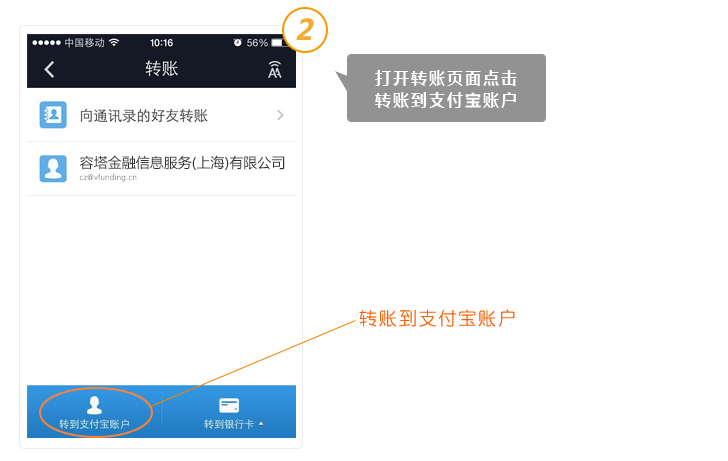 2
中国移动 10:16 56%
转账
向通讯录的好友转账
容塔金融信息服务(上海)有限公司
cz@vfunding.cn
打开转账页面点击
转账到支付宝账户
转账到支付宝账户
转到支付宝账户
转到银行卡